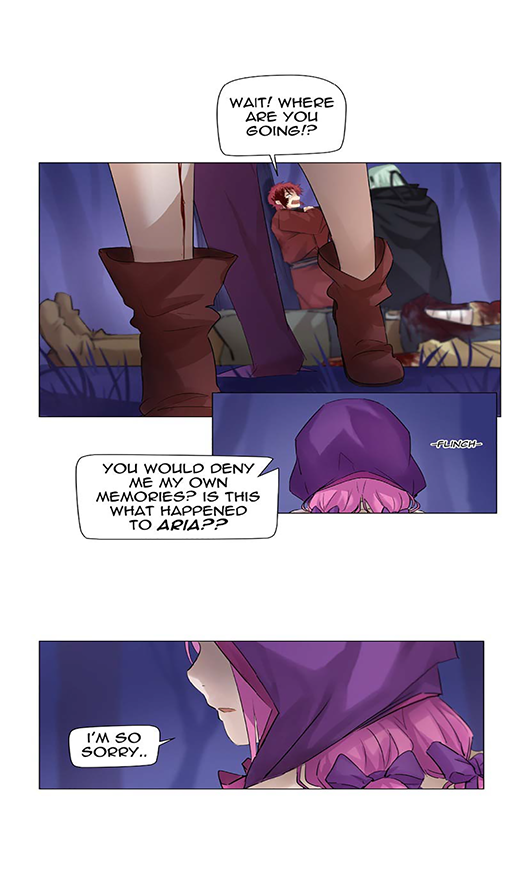 WAIT! WHERE
ARE YOU
GOING!?
-FLINCH-
YOU WOULD DENY
ME MY OWN
MEMORIES? IS THIS
WHAT HAPPENED
TO ARIA??
I'M SO
SORRY..